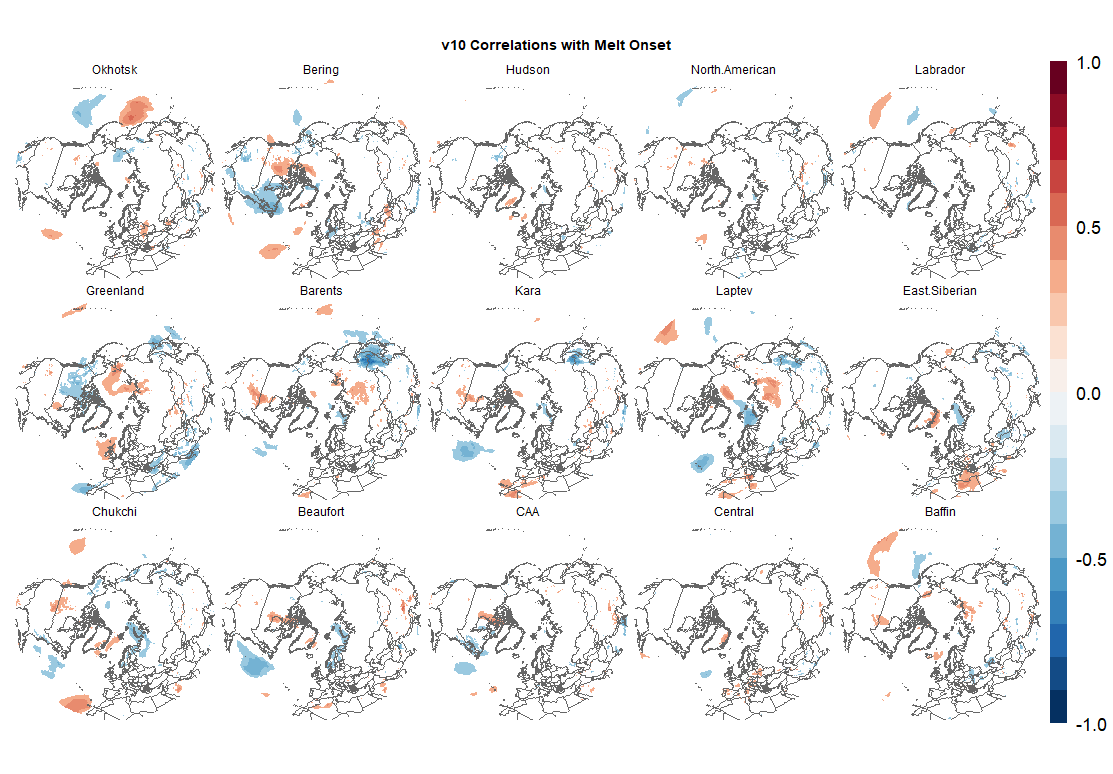 v10 Correlations with Melt Onset
Okhotsk
Bering
Hudson
North.American
Labrador
Greenland
Barents
Kara
Laptev
East.Siberian
Chukchi
Beaufort
CAA
Central
Baffin
1.0
0.5
0.0
-0.5
-1.0